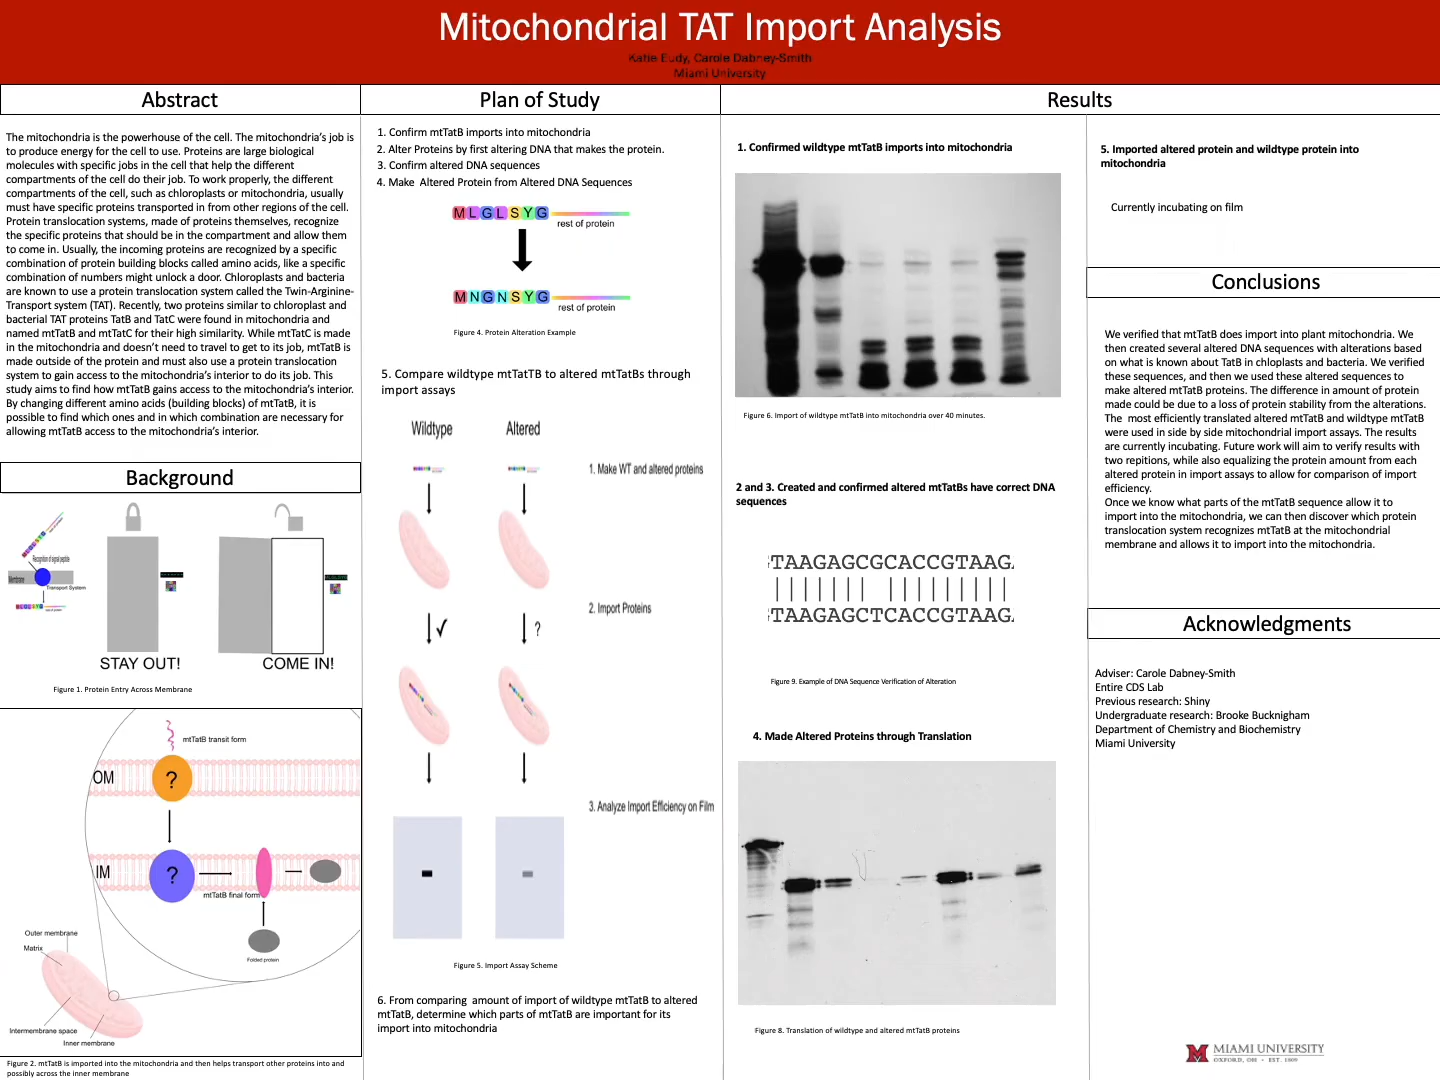 Mitochondrial TAT Import Analysis
Katie Eudy, Carole Dabney-Smith
Miami University
Abstract
The mitochondria is the powerhouse of the cell. The mitochondria's job is
to produce energy for the cell to use. Proteins are large biological
molecules with specific jobs in the cell that help the different
compartments of the cell do their job. To work properly, the different
compartments of the cell, such as chloroplasts or mitochondria, usually
must have specific proteins transported in from other regions of the cell.
Protein translocation systems, made of proteins themselves, recognize
the specific proteins that should be in the compartment and allow them
to come in. Usually, the incoming proteins are recognized by a specific
combination of protein building blocks called amino acids, like a specific
combination of numbers might unlock a door. Chloroplasts and bacteria
are known to use a protein translocation system called the Twin-Arginine-
Transport system (TAT). Recently, two proteins similar to chloroplast and
bacterial TAT proteins TatB and TatC were found in mitochondria and
named mtTatB and mtTatC for their high similarity. While mtTatC is made
in the mitochondria and doesn't need to travel to get to its job, mtTatB is
made outside of the protein and must also use a protein translocation
system to gain access to the mitochondria's interior to do its job. This
study aims to find how mtTatB gains access to the mitochondria's interior.
By changing different amino acids (building blocks) of mtTatB, it is
possible to find which ones and in which combination are necessary for
allowing mtTatB access to the mitochondria's interior.
Background
Recognition of signal peptide
Membrane
Transport System
STAY OUT!
COME IN!
Figure 1. Protein Entry Across Membrane
mtTatB transit form
OM
?
IM
?
mtTatB final form
Folded protein
Outer membrane
Matrix
Intermembrane space
Inner membrane
Figure 2. mtTatB is imported into the mitochondria and then helps transport other proteins into and
possibly across the inner membrane
Plan of Study
1. Confirm mtTatB imports into mitochondria
2. Alter Proteins by first altering DNA that makes the protein.
3. Confirm altered DNA sequences
4. Make Altered Protein from Altered DNA Sequences
MLGLSYG
rest of protein
MNGNSYG
rest of protein
Figure 4. Protein Alteration Example
5. Compare wildtype mtTatTB to altered mtTatBs through
import assays
Wildtype Altered
1. Make WT and altered proteins
2. Import Proteins
✓ ?
3. Analyze Import Efficiency on Film
Figure 5. Import Assay Scheme
6. From comparing amount of import of wildtype mtTatB to altered
mtTatB, determine which parts of mtTatB are important for its
import into mitochondria
Results
1. Confirmed wildtype mtTatB imports into mitochondria
Figure 6. Import of wildtype mtTatB into mitochondria over 40 minutes.
2 and 3. Created and confirmed altered mtTatBs have correct DNA
sequences
TAAGAGCGCACCGTAAG
TAAGAGCTCACCGTAAG
Figure 9. Example of DNA Sequence Verification of Alteration
4. Made Altered Proteins through Translation
Figure 8. Translation of wildtype and altered mtTatB proteins
5. Imported altered protein and wildtype protein into
mitochondria
Currently incubating on film
Conclusions
We verified that mtTatB does import into plant mitochondria. We
then created several altered DNA sequences with alterations based
on what is known about TatB in chloplasts and bacteria. We verified
these sequences, and then we used these altered sequences to
make altered mtTatB proteins. The difference in amount of protein
made could be due to a loss of protein stability from the alterations.
The most efficiently translated altered mtTatB and wildtype mtTatB
were used in side by side mitochondrial import assays. The results
are currently incubating. Future work will aim to verify results with
two repitions, while also equalizing the protein amount from each
altered protein in import assays to allow for comparison of import
efficiency.
Once we know what parts of the mtTatB sequence allow it to
import into the mitochondria, we can then discover which protein
translocation system recognizes mtTatB at the mitochondrial
membrane and allows it to import into the mitochondria.
Acknowledgments
Adviser: Carole Dabney-Smith
Entire CDS Lab
Previous research: Shiny
Undergraduate research: Brooke Bucknigham
Department of Chemistry and Biochemistry
Miami University
MIAMI UNIVERSITY
OXFORD, OH • EST. 1809